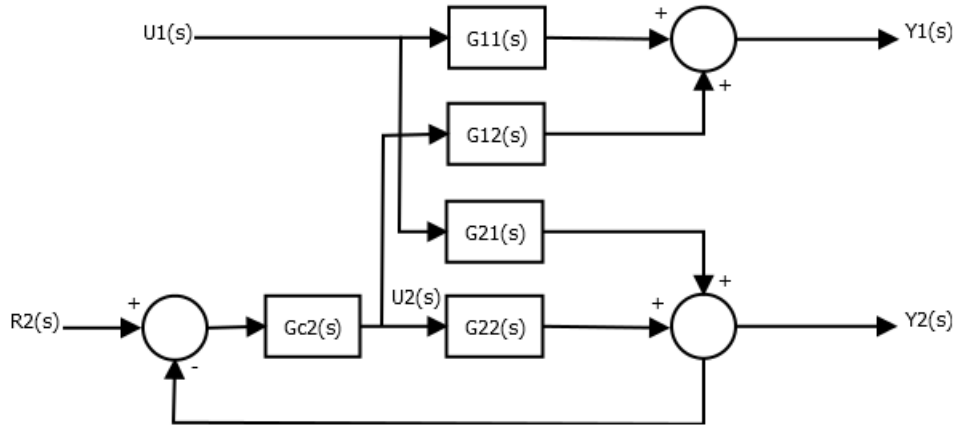 U1(s)
G11(s)
+
Y1(s)
+
G12(s)
G21(s)
+
R2(s)
+
-
Gc2(s)
U2(s)
G22(s)
+
Y2(s)